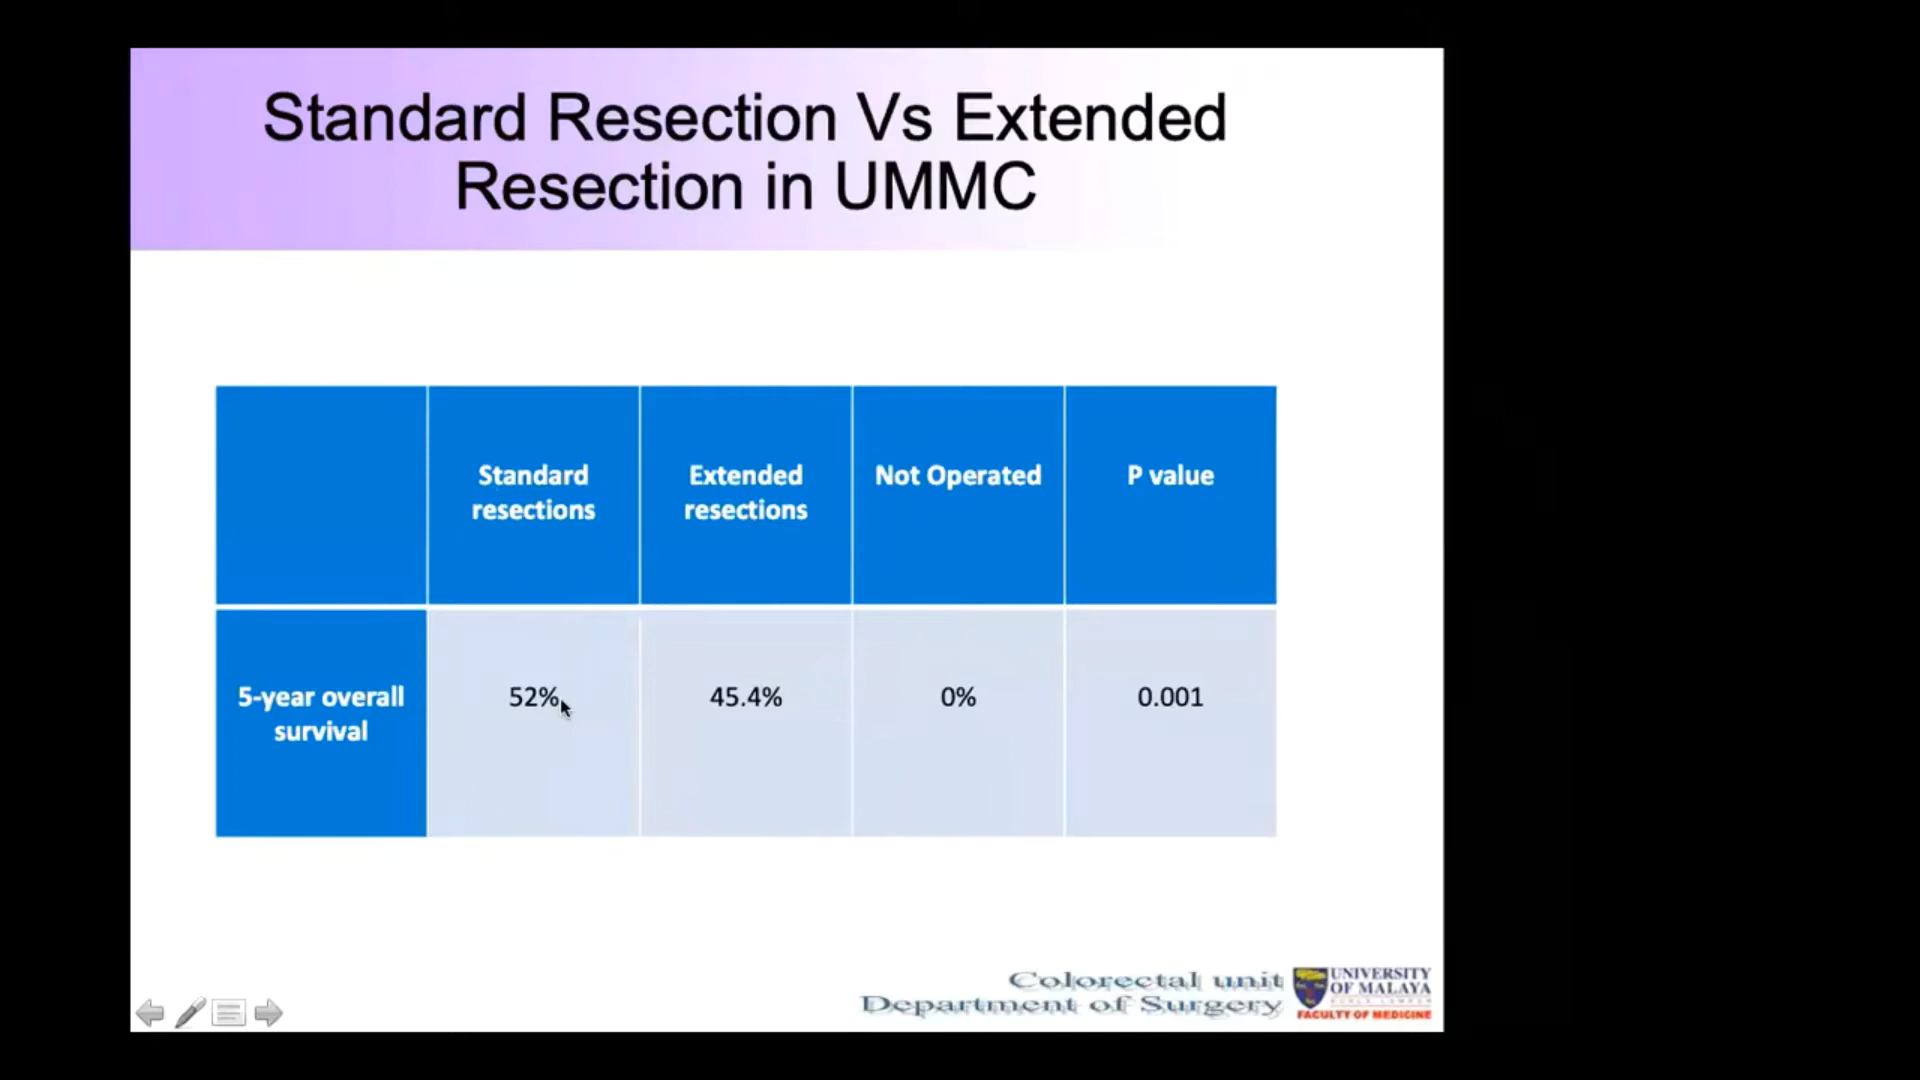 Standard Resection Vs Extended
Resection in UMMC
Standard
resections
Extended
resections
Not Operated
P value
5-year overall
survival
52%
45.4%
0%
0.001
Colorectal unit
Department of Surgery
UNIVERSITY
OF MALAYA
FACULTY OF MEDICINE